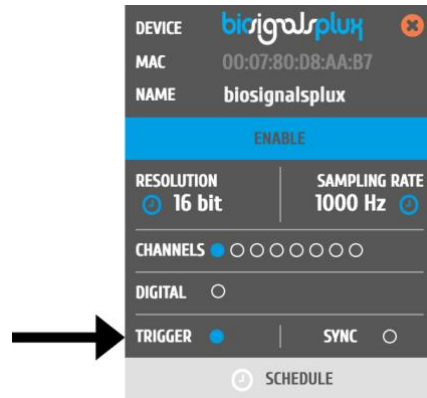 DEVICE biosignalsplux
MAC 00:07:80:D8:AA:B7
NAME biosignalsplux
ENABLE
RESOLUTION SAMPLING RATE
16 bit 1000 Hz
CHANNELS
DIGITAL
TRIGGER SYNC
SCHEDULE